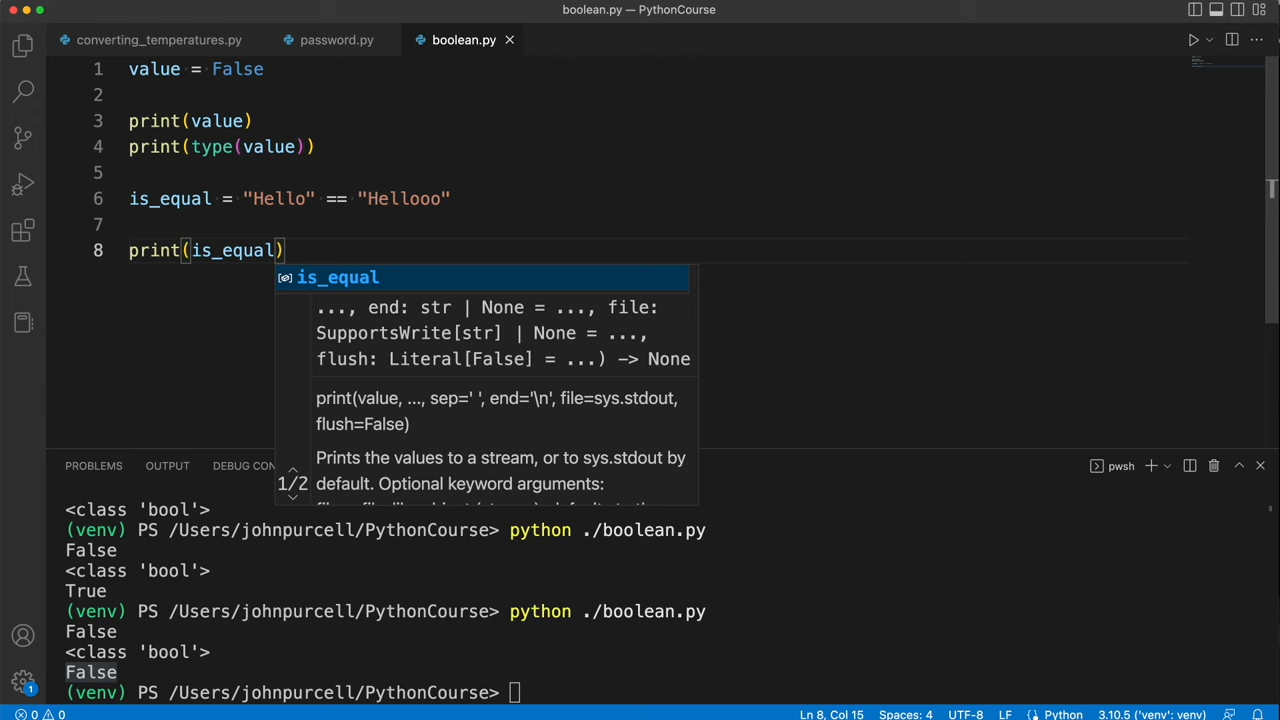 boolean.py — PythonCourse
converting_temperatures.py password.py boolean.py
1 value = False
2
3 print(value)
4 print(type(value))
5
6 is_equal = "Hello" == "Hellooo"
7
8 print(is_equal)
is_equal
..., end: str | None = ..., file:
SupportsWrite[str] | None = ...,
flush: Literal[False] = ...) -> None
print(value, ..., sep=' ', end='\n', file=sys.stdout,
flush=False)
Prints the values to a stream, or to sys.stdout by
1/2 default. Optional keyword arguments:
PROBLEMS OUTPUT DEBUG CON pwsh
<class 'bool'>
(venv) PS /Users/johnpurcell/PythonCourse> python ./boolean.py
False
<class 'bool'>
True
(venv) PS /Users/johnpurcell/PythonCourse> python ./boolean.py
False
<class 'bool'>
False
(venv) PS /Users/johnpurcell/PythonCourse>
1
0 0 Ln 8, Col 15 Spaces: 4 UTF-8 LF Python 3.10.5 ('venv': venv)